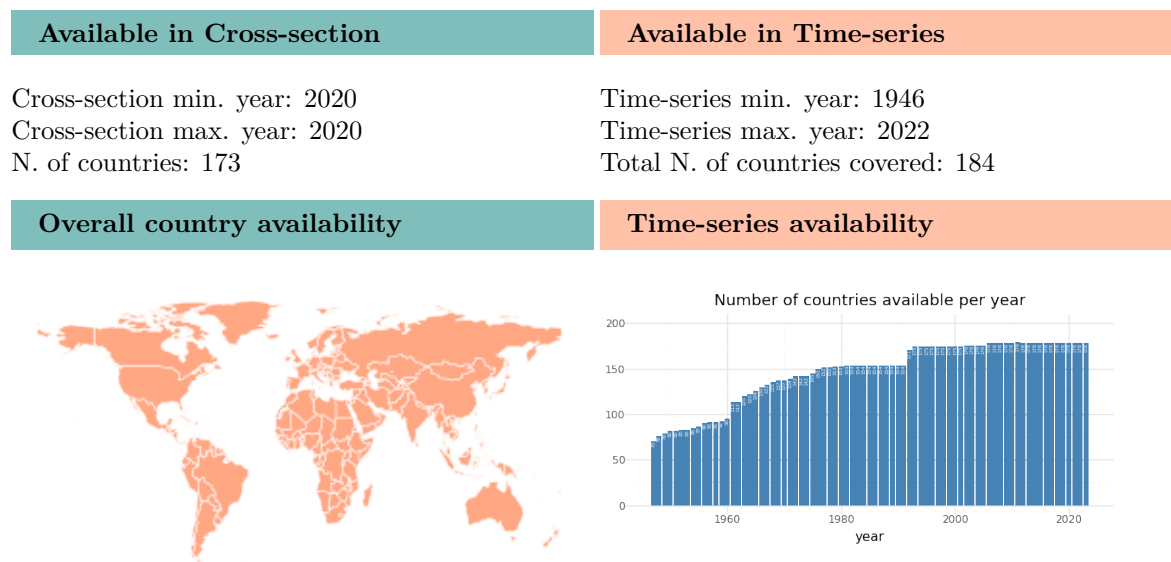 Available in Cross-section
Available in Time-series
Cross-section min. year: 2020
Cross-section max. year: 2020
N. of countries: 173
Time-series min. year: 1946
Time-series max. year: 2022
Total N. of countries covered: 184
Overall country availability
Time-series availability
Number of countries available per year
200
150
100
50
0
1960
1980
2000
2020
year